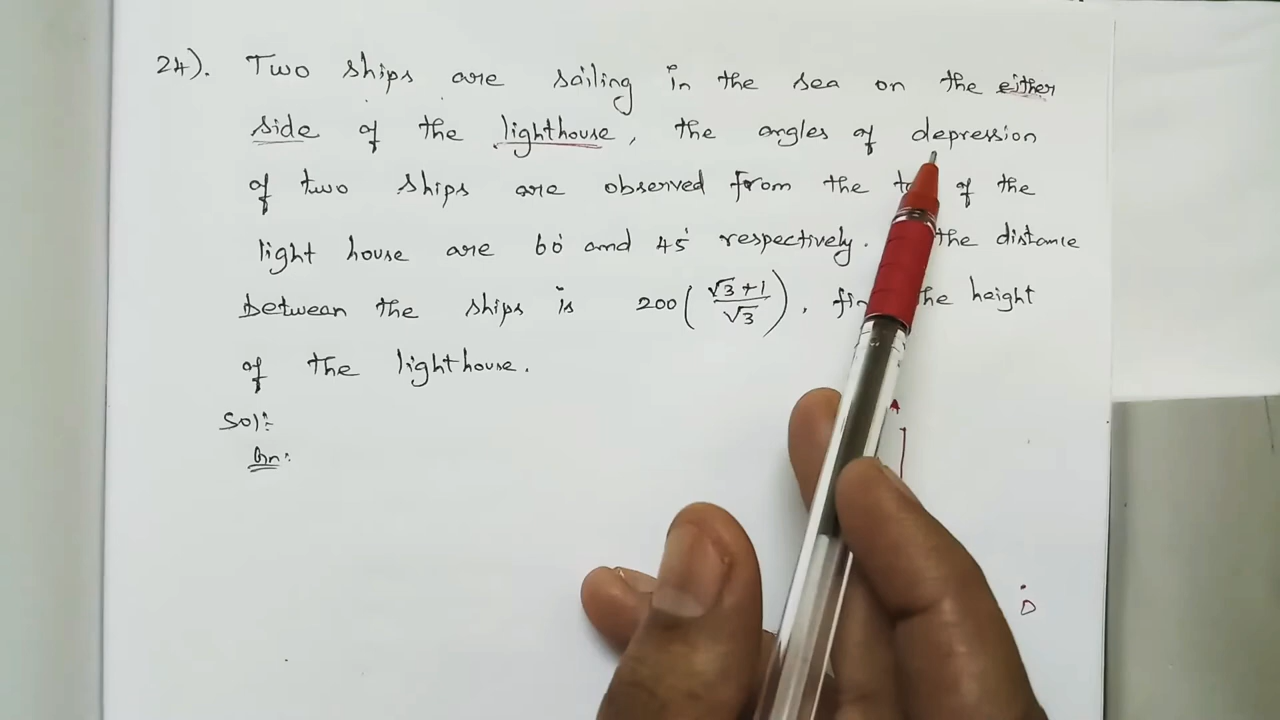 24). Two ships are sailing in the sea on the either
side of the lighthouse, the angles of depression
of two ships are observed from the of the
light house are 60° and 45° respectively. the distance
between the ships is 200(√3+1/√3), the height
of the lighthouse.
Sol:
Gn:
A
D